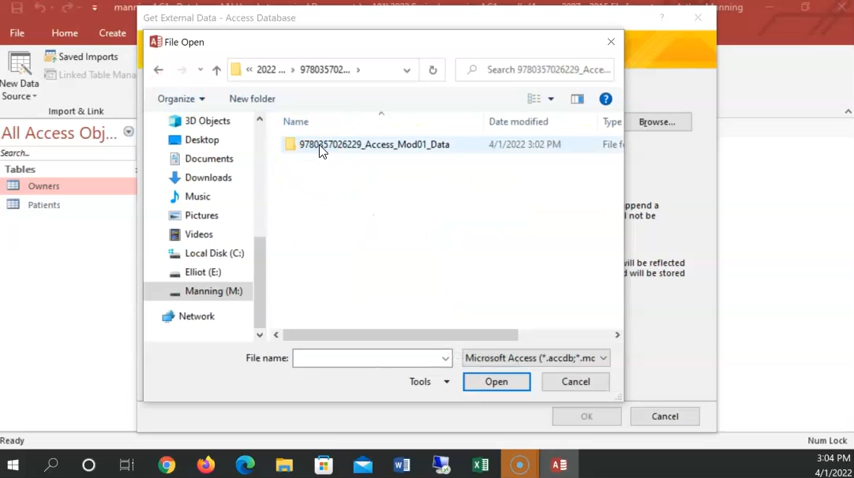 Get External Data - Access Database
File Home Create
File Open
2022 ... 978035702...
Search 9780357026229_Acce...
Saved Imports
Linked Table Mana
New Data
Source
Import & Link
Organize New folder
Name Date modified Type
9780357026229_Access_Mod01_Data 4/1/2022 3:02 PM File f
3D Objects
Desktop
Documents
Downloads
Music
Pictures
Videos
Local Disk (C:)
Elliot (E:)
Manning (M:)
Network
File name: Microsoft Access (*.accdb;*.mc
Tools Open Cancel
All Access Obj...
Search...
Tables
Owners
Patients
Browse...
append a
not be
will be reflected
d will be stored
OK Cancel
Ready Num Lock
3:04 PM
4/1/2022